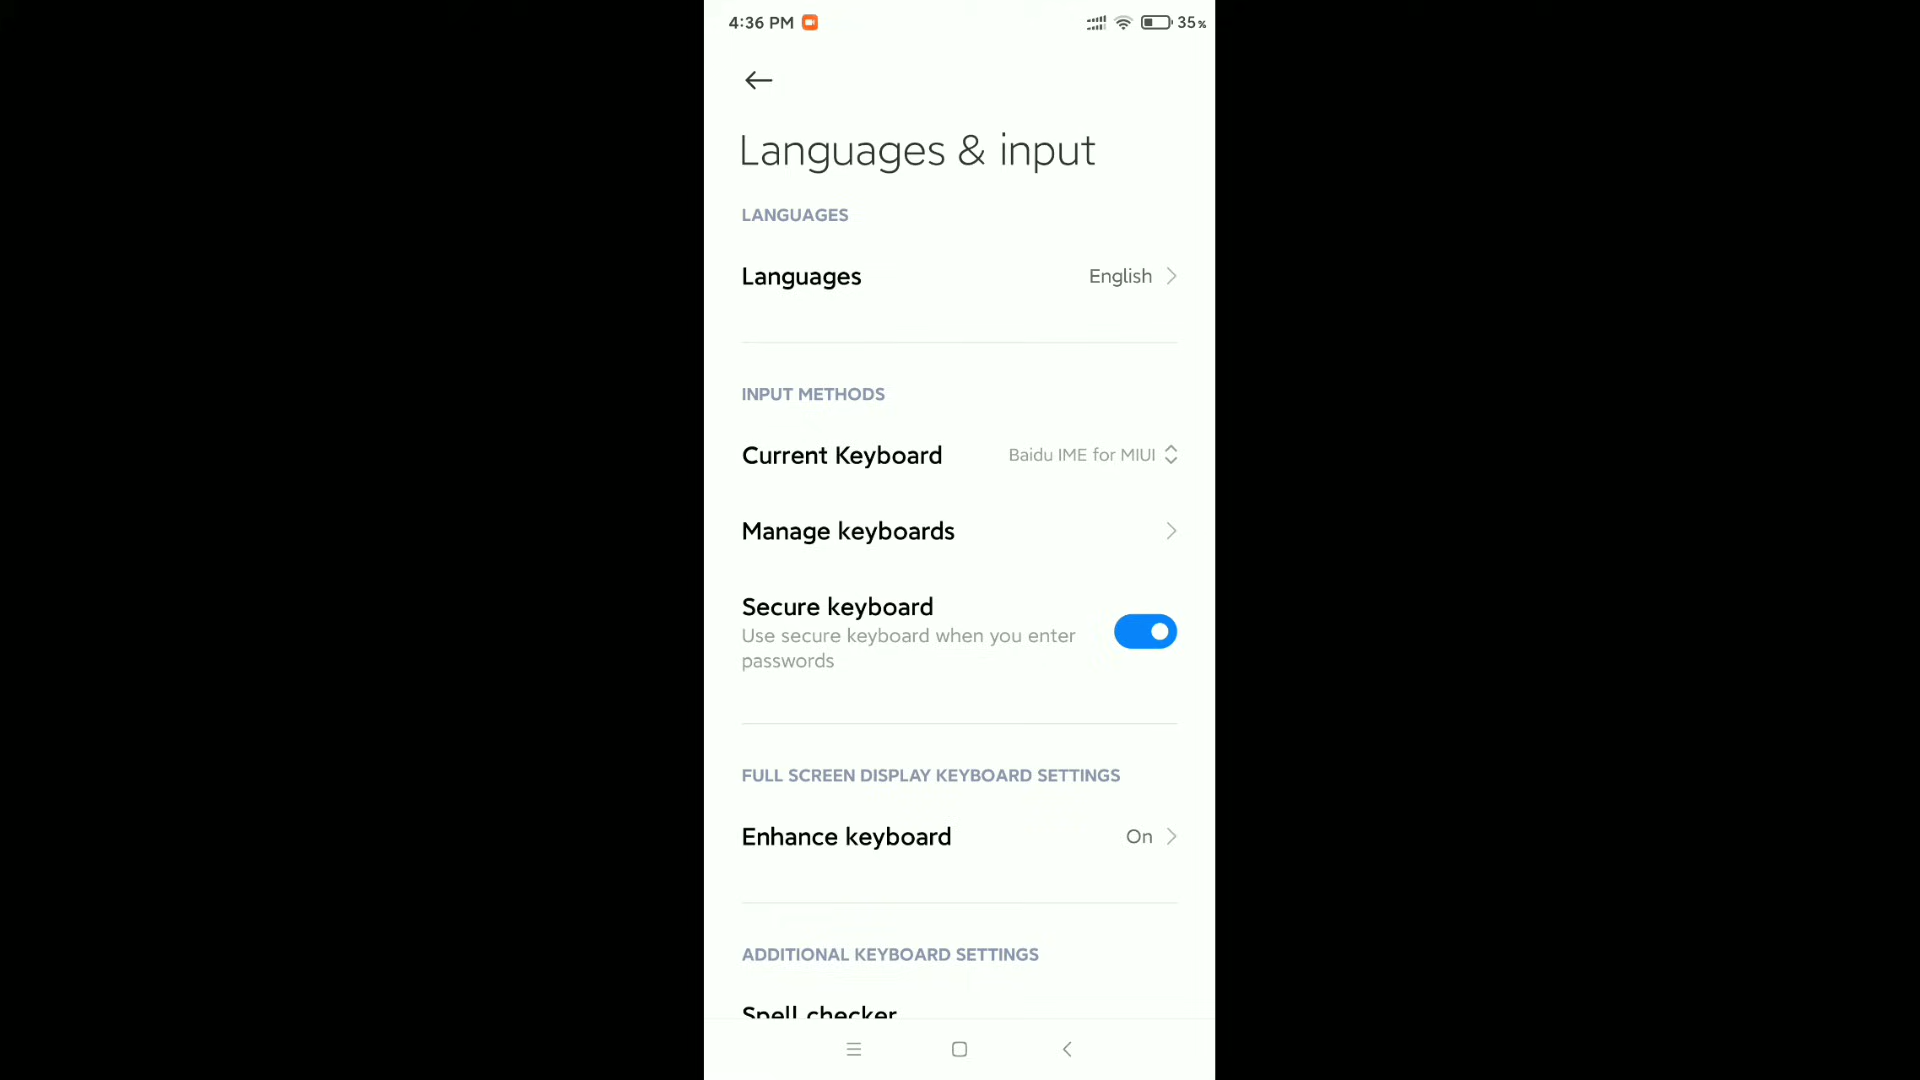 4:36 PM 35%
Languages & input
LANGUAGES
Languages English
INPUT METHODS
Current Keyboard Baidu IME for MIUI
Manage keyboards
Secure keyboard
Use secure keyboard when you enter
passwords
FULL SCREEN DISPLAY KEYBOARD SETTINGS
Enhance keyboard On
ADDITIONAL KEYBOARD SETTINGS
Spell checker